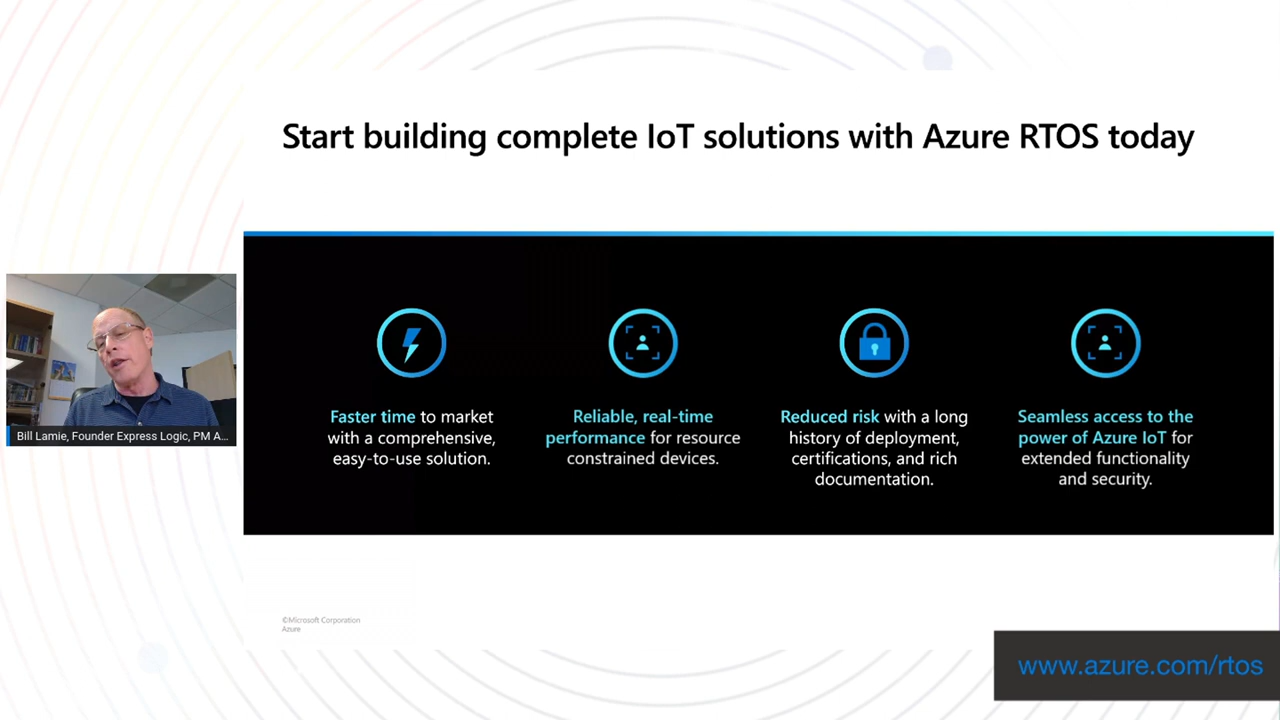 Start building complete IoT solutions with Azure RTOS today
Bill Lamie, Founder Express Logic, PM A...
Faster time to market
with a comprehensive,
easy-to-use solution.
Reliable, real-time
performance for resource
constrained devices.
Reduced risk with a long
history of deployment,
certifications, and rich
documentation.
Seamless access to the
power of Azure IoT for
extended functionality
and security.
©Microsoft Corporation
Azure
www.azure.com/rtos